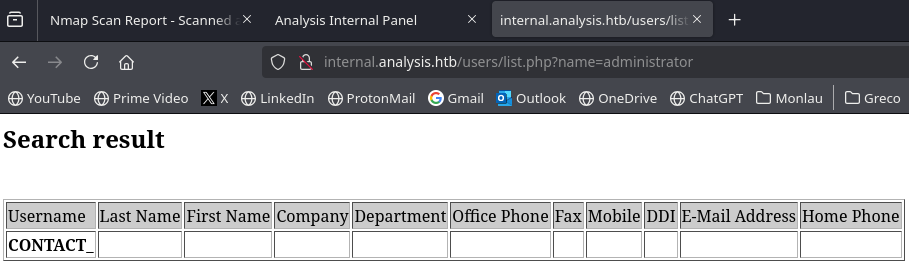 Nmap Scan Report - Scanned
Analysis Internal Panel
internal.analysis.htb/users/list
internal.analysis.htb/users/list.php?name=administrator
YouTube Prime Video X LinkedIn ProtonMail Gmail Outlook OneDrive ChatGPT Monlau Greco
Search result
Username Last Name First Name Company Department Office Phone Fax Mobile DDI E-Mail Address Home Phone
CONTACT_